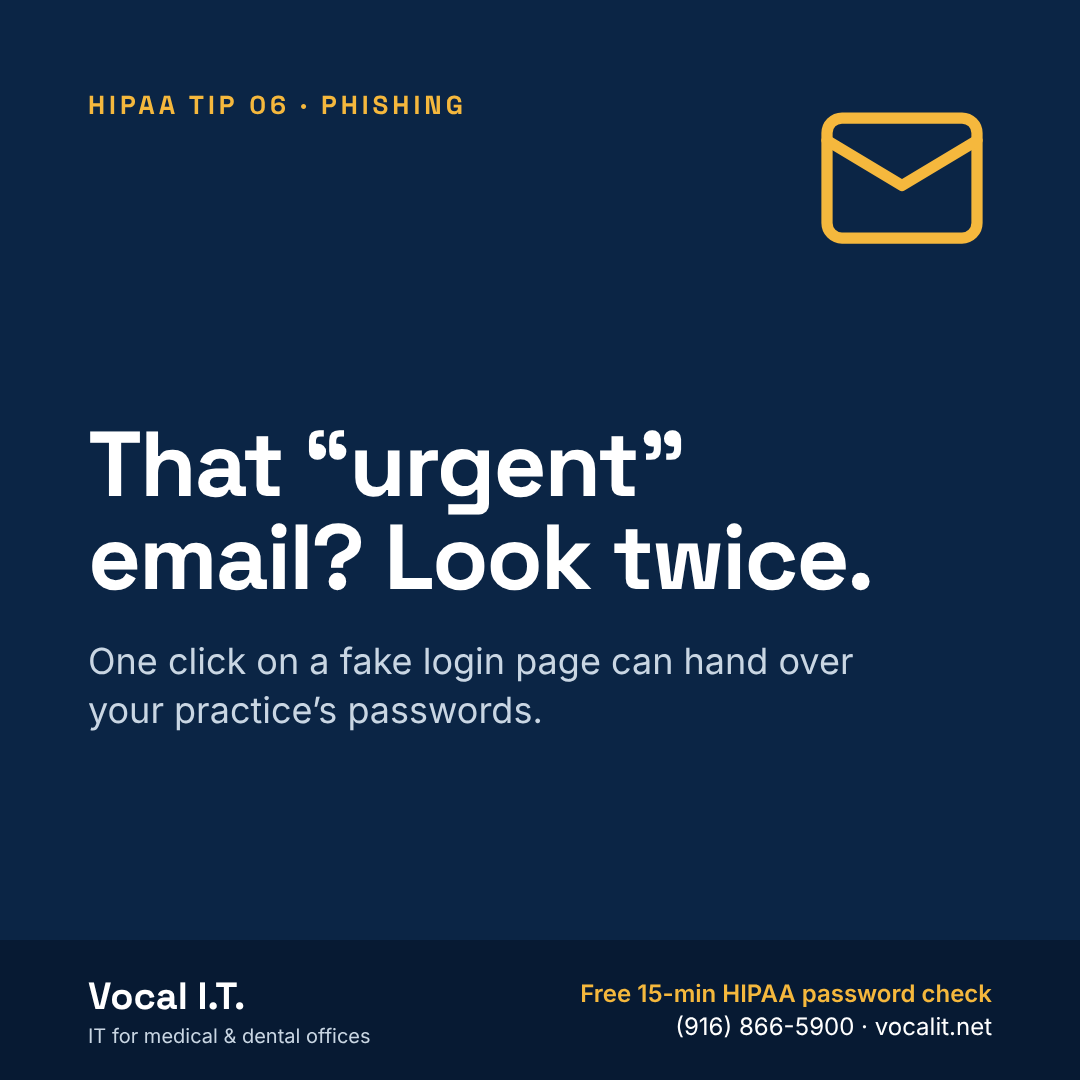 HIPAA TIP 06 · PHISHING
That “urgent”
email? Look twice.
One click on a fake login page can hand over
your practice’s passwords.
Vocal I.T.
IT for medical & dental offices
Free 15-min HIPAA password check
(916) 866-5900 · vocalit.net